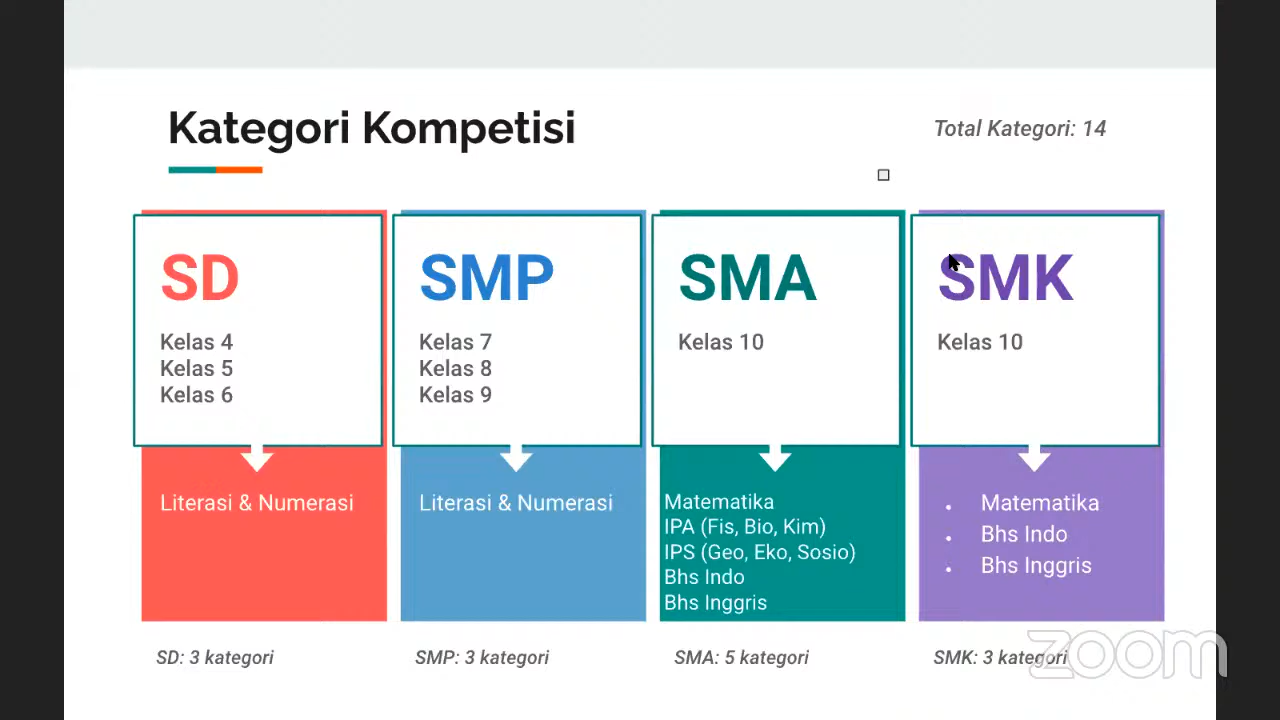 Kategori Kompetisi
Total Kategori: 14
SD
Kelas 4
Kelas 5
Kelas 6
Literasi & Numerasi
SD: 3 kategori
SMP
Kelas 7
Kelas 8
Kelas 9
Literasi & Numerasi
SMP: 3 kategori
SMA
Kelas 10
Matematika
IPA (Fis, Bio, Kim)
IPS (Geo, Eko, Sosio)
Bhs Indo
Bhs Inggris
SMA: 5 kategori
SMK
Kelas 10
• Matematika
• Bhs Indo
• Bhs Inggris
SMK: 3 kategori
zoom